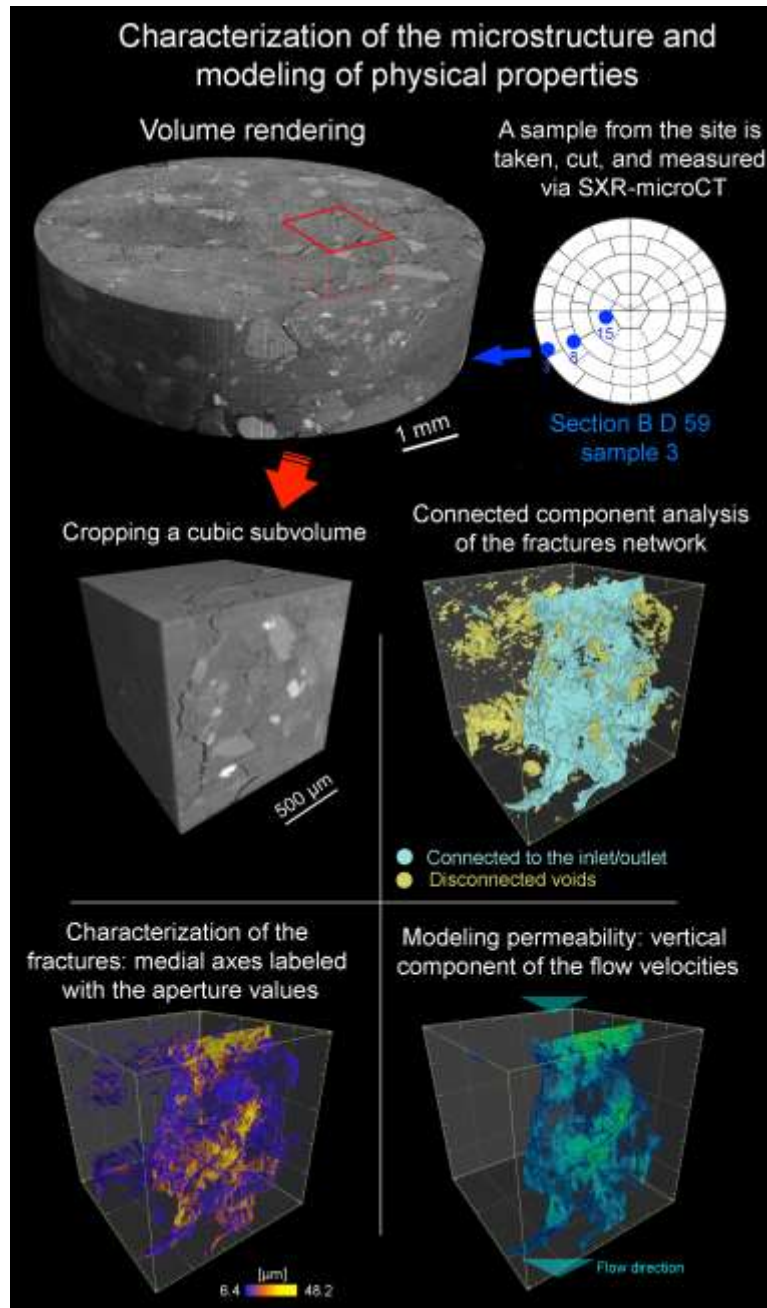 Characterization of the microstructure and
modeling of physical properties
Volume rendering
A sample from the site is
taken, cut, and measured
via SXR-microCT
15
8
3
1 mm
Section B D 59
sample 3
Cropping a cubic subvolume
Connected component analysis
of the fractures network
500 µm
Connected to the inlet/outlet
Disconnected voids
Characterization of the
fractures: medial axes labeled
with the aperture values
Modeling permeability: vertical
component of the flow velocities
[µm]
6.4 48.2
Flow direction